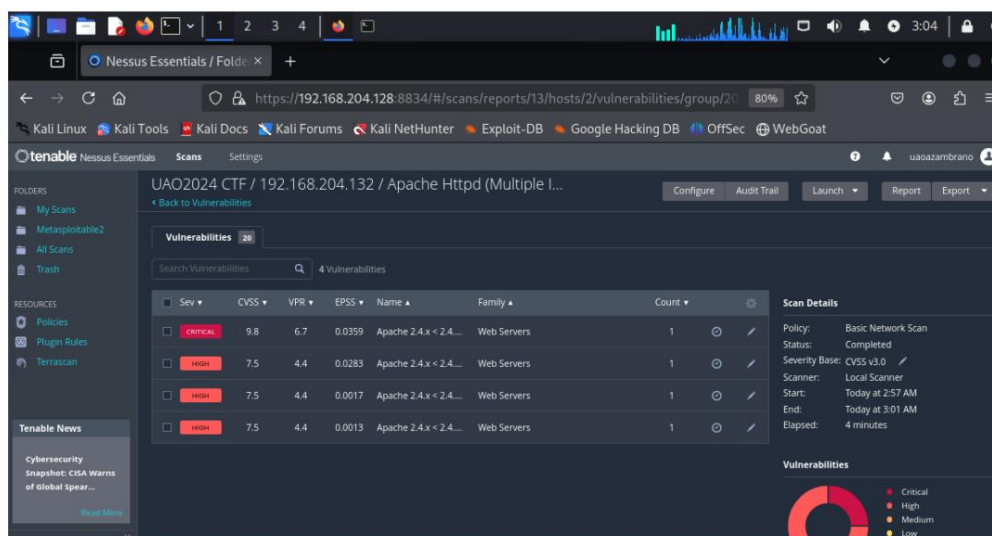 1 2 3 4 3:04
Nessus Essentials / Folde × +
https://192.168.204.128:8834/#/scans/reports/13/hosts/2/vulnerabilities/group/20 80%
Kali Linux Kali Tools Kali Docs Kali Forums Kali NetHunter Exploit-DB Google Hacking DB OffSec WebGoat
tenable Nessus Essentials Scans Settings uaoazambrano
FOLDERS
My Scans
Metasploitable2
All Scans
Trash
RESOURCES
Policies
Plugin Rules
Terrascan
Tenable News
Cybersecurity
Snapshot: CISA Warns
of Global Spear...
Read More
UAO2024 CTF / 192.168.204.132 / Apache Httpd (Multiple I...
Back to Vulnerabilities
Configure Audit Trail Launch Report Export
Vulnerabilities 20
Search Vulnerabilities 4 Vulnerabilities
Sev CVSS VPR EPSS Name Family Count
CRITICAL 9.8 6.7 0.0359 Apache 2.4.x < 2.4.... Web Servers 1
HIGH 7.5 4.4 0.0283 Apache 2.4.x < 2.4.... Web Servers 1
HIGH 7.5 4.4 0.0017 Apache 2.4.x < 2.4.... Web Servers 1
HIGH 7.5 4.4 0.0013 Apache 2.4.x < 2.4.... Web Servers 1
Scan Details
Policy: Basic Network Scan
Status: Completed
Severity Base: CVSS v3.0
Scanner: Local Scanner
Start: Today at 2:57 AM
End: Today at 3:01 AM
Elapsed: 4 minutes
Vulnerabilities
Critical
High
Medium
Low